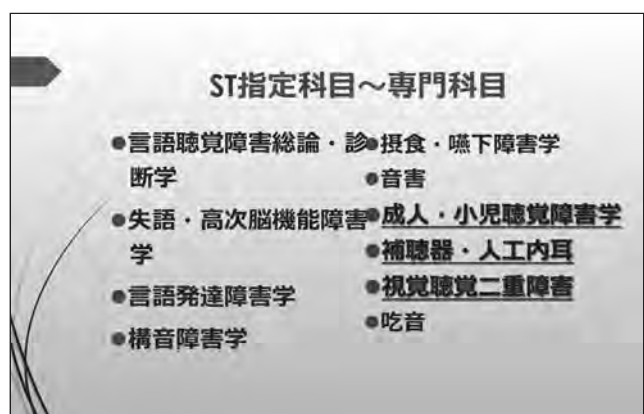 ST指定科目～専門科目
●言語聴覚障害総論・診
断学
●失語・高次脳機能障害
学
●言語発達障害学
●構音障害学
●摂食・嚥下障害学
●音害
●成人・小児聴覚障害学
●補聴器・人工内耳
●視覚聴覚二重障害
●吃音